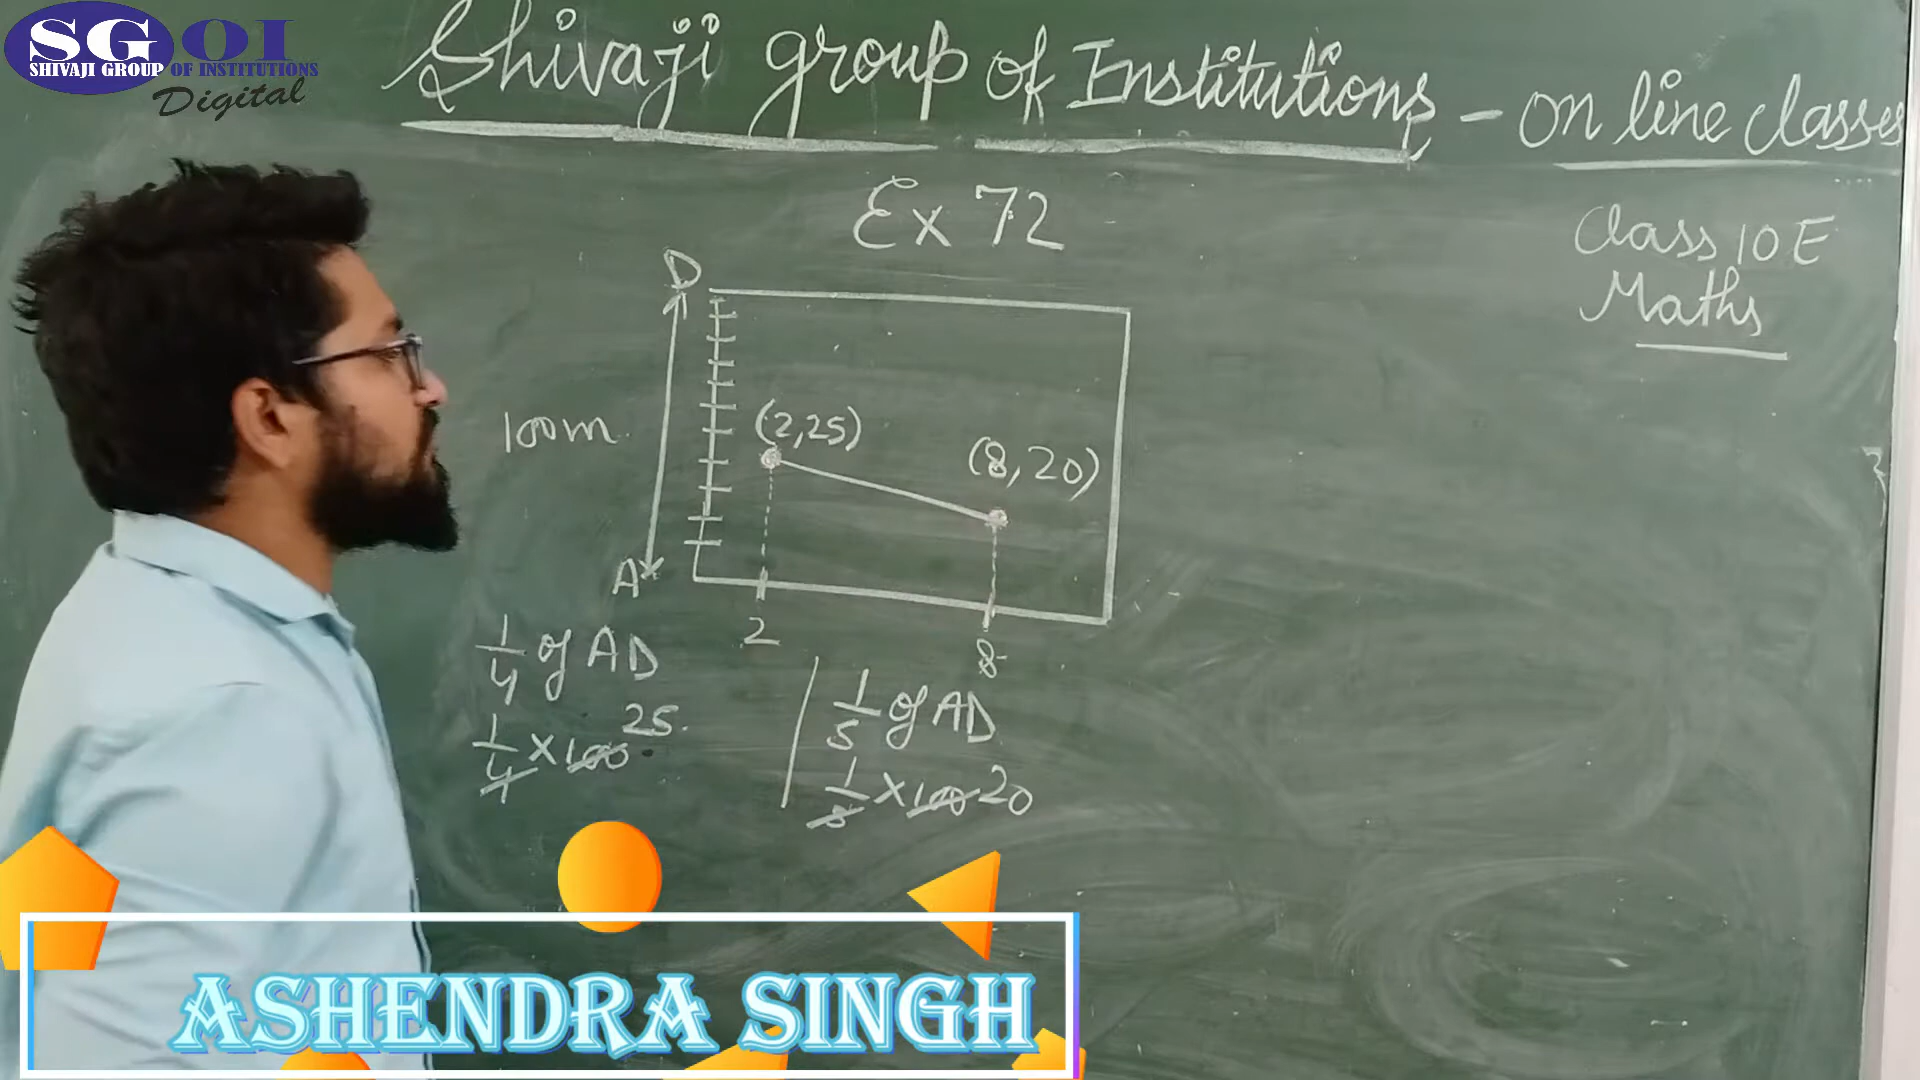 SGOI
SHIVAJI GROUP OF INSTITUTIONS
Digital
Shivaji group of Institutions - on line classes
Ex 72
Class 10 E
Maths
D
100m
(2,25)
(8,20)
A
2
8
1/4 of AD
1/4 × 100 25.
1/5 of AD
1/5 × 100 20
ASHENDRA SINGH